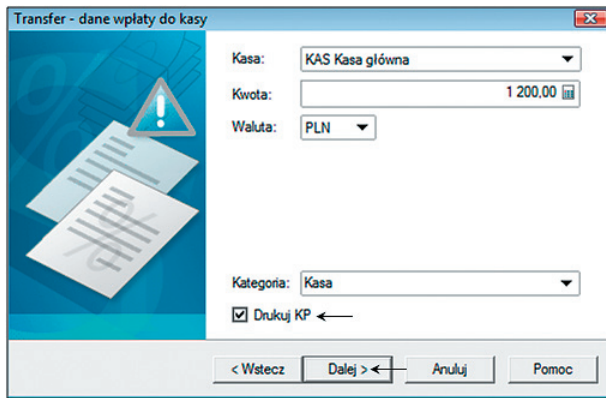 Transfer - dane wpłaty do kasy
Kasa: KAS Kasa główna
Kwota: 1 200,00
Waluta: PLN
Kategoria: Kasa
Drukuj KP
< Wstecz Dalej > Anuluj Pomoc